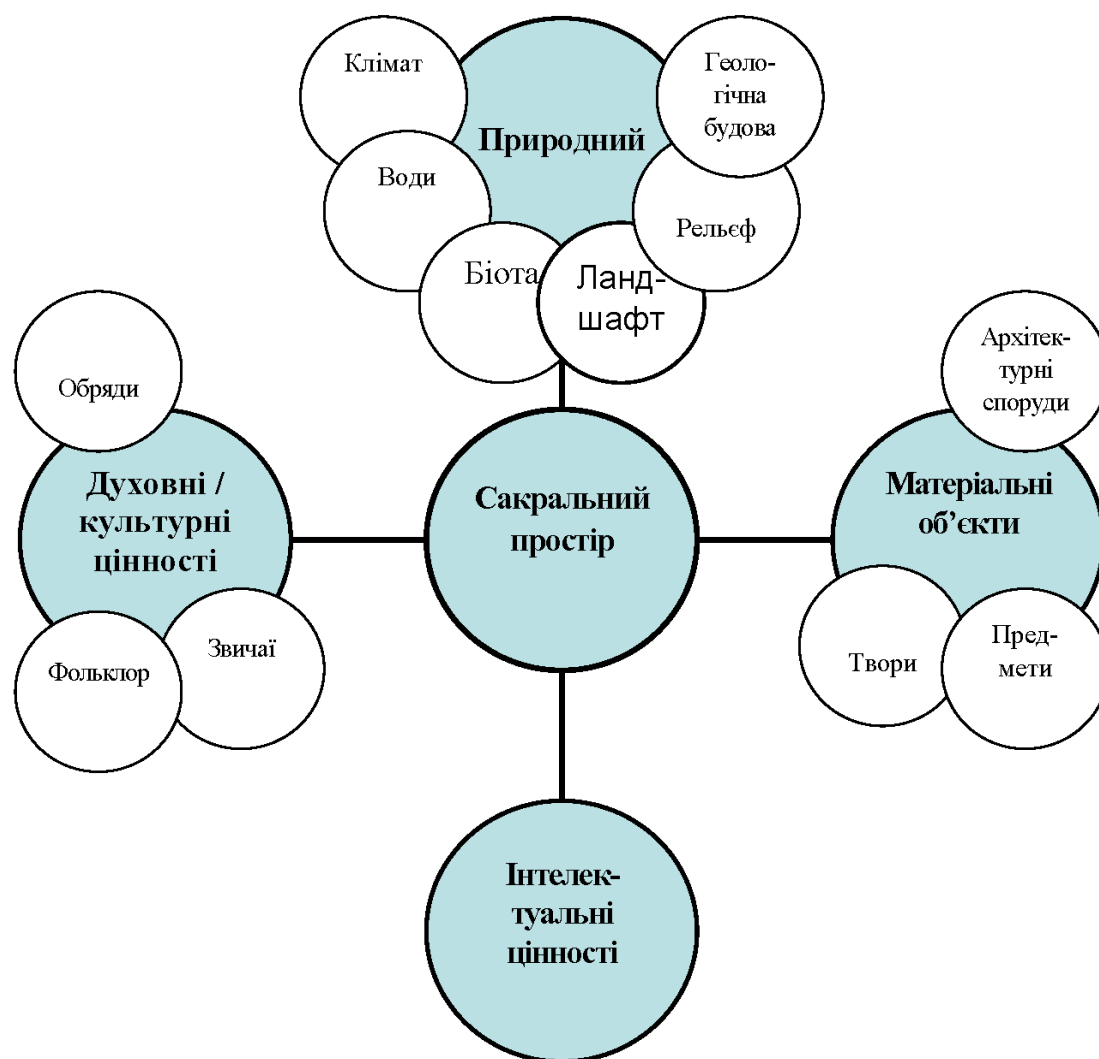 Клімат
Геоло-
гічна
будова
Природний
Води
Рельєф
Біота
Ланд-
шафт
Обряди
Архітек-
турні
споруди
Духовні /
культурні
цінності
Сакральний
простір
Матеріальні
об’єкти
Фольклор
Звичаї
Твори
Пред-
мети
Інтелек-
туальні
цінності